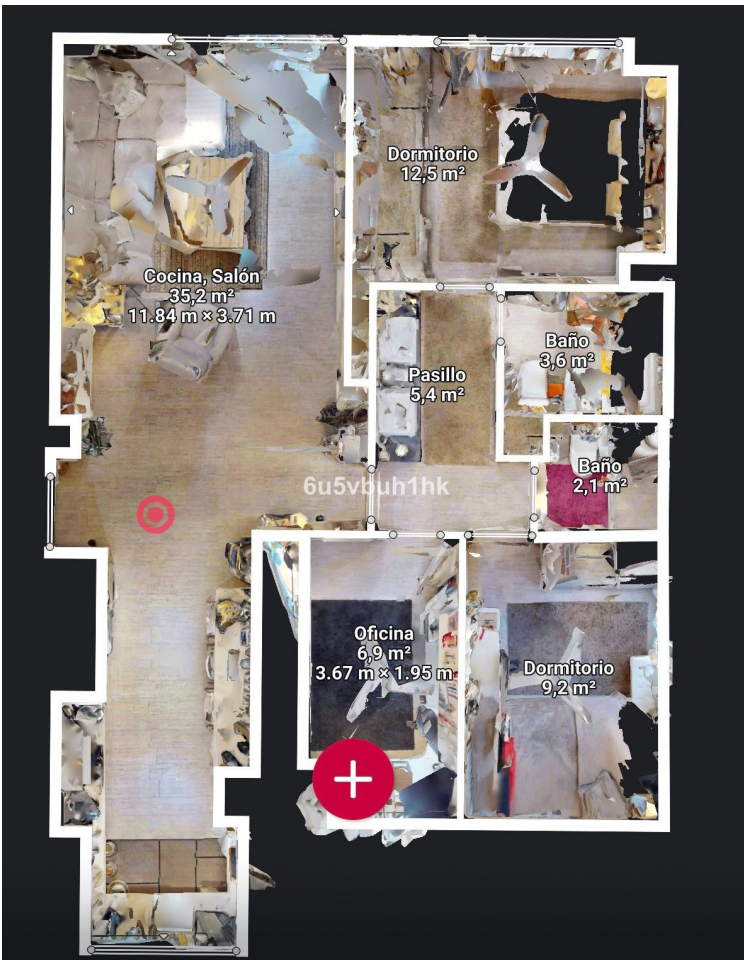 Dormitorio
12,5 m²
Cocina, Salón
35,2 m²
11.84 m × 3.71 m
Baño
3,6 m²
Pasillo
5,4 m²
Baño
2,1 m²
6u5vbuh1hk
Oficina
6,9 m²
3.67 m × 1.95 m
Dormitorio
9,2 m²